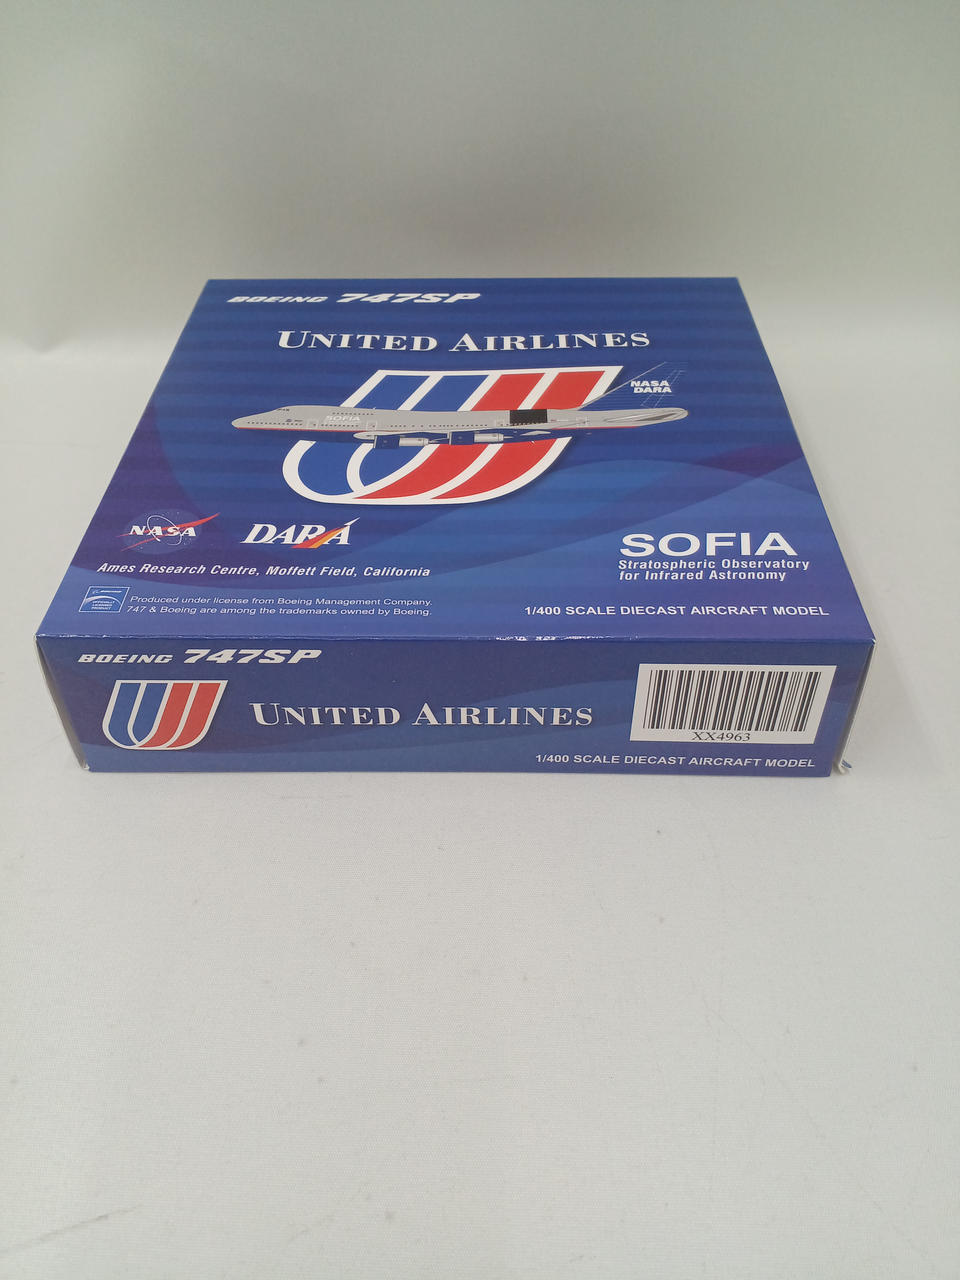 BOEING 747SP
UNITED AIRLINES
NASA
DARA
SOFIA
NASA
DARA
SOFIA
Stratospheric Observatory
for Infrared Astronomy
Ames Research Centre, Moffett Field, California
Produced under license from Boeing Management Company.
747 & Boeing are among the trademarks owned by Boeing.
1/400 SCALE DIECAST AIRCRAFT MODEL
BOEING 747SP
UNITED AIRLINES
XX4963
1/400 SCALE DIECAST AIRCRAFT MODEL